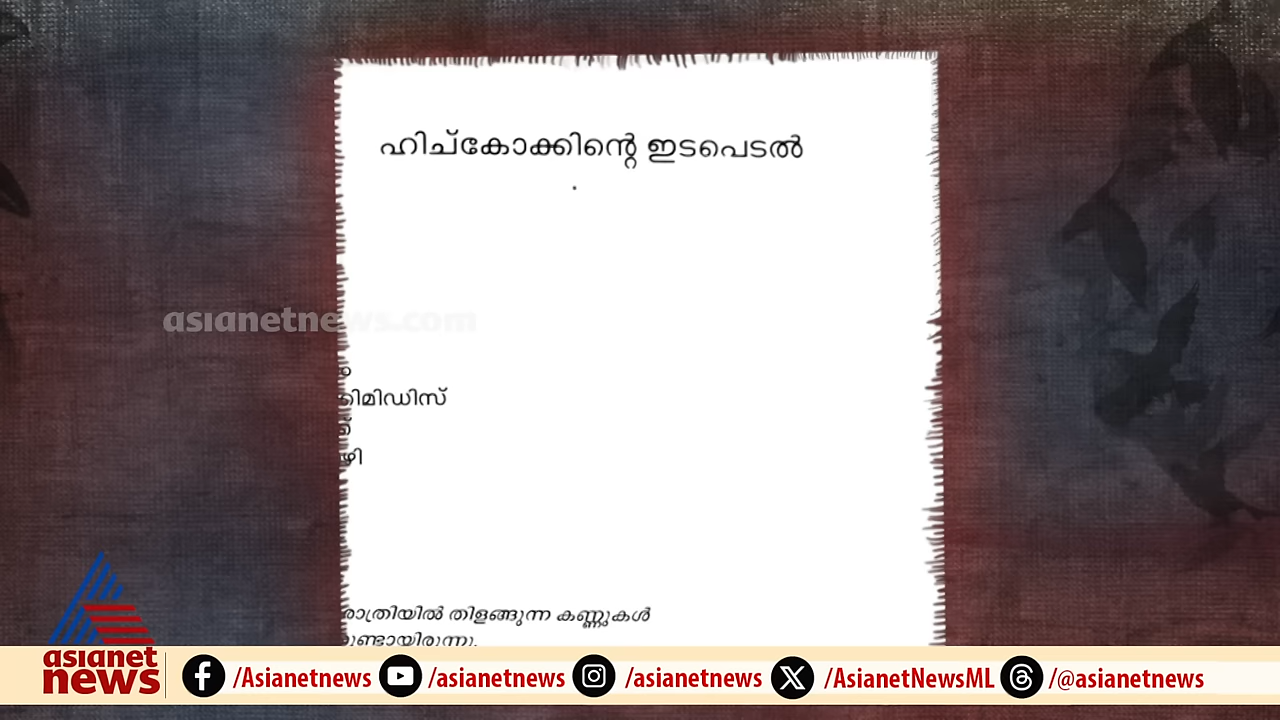 ഹിച്കോക്കിന്റെ ഇടപെടൽ
asianetnews.com
രാത്രിയിൽ തിളങ്ങുന്ന കണ്ണുകൾ
asianet
news
/Asianetnews
/asianetnews
/asianetnews
/AsianetNewsML
/@asianetnews